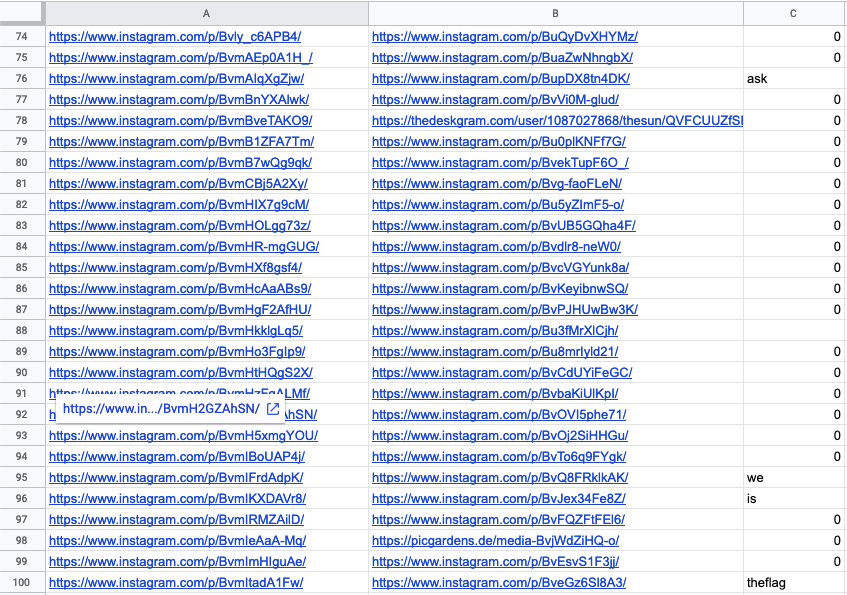 A B C
74 https://www.instagram.com/p/Bvly_c6APB4/ https://www.instagram.com/p/BuQyDvXHYMz/ 0
75 https://www.instagram.com/p/BvmAEp0A1H_/ https://www.instagram.com/p/BuaZwNhngbX/ 0
76 https://www.instagram.com/p/BvmAlqXgZjw/ https://www.instagram.com/p/BupDX8tn4DK/ ask
77 https://www.instagram.com/p/BvmBnYXAlwk/ https://www.instagram.com/p/BvVi0M-glud/ 0
78 https://www.instagram.com/p/BvmBveTAKO9/ https://thedeskgram.com/user/1087027868/thesun/QVFCUUZfSl 0
79 https://www.instagram.com/p/BvmB1ZFA7Tm/ https://www.instagram.com/p/Bu0plKNFf7G/ 0
80 https://www.instagram.com/p/BvmB7wQg9qk/ https://www.instagram.com/p/BvekTupF6O_/ 0
81 https://www.instagram.com/p/BvmCBj5A2Xy/ https://www.instagram.com/p/Bvg-faoFLeN/ 0
82 https://www.instagram.com/p/BvmHIX7g9cM/ https://www.instagram.com/p/Bu5yZImF5-o/ 0
83 https://www.instagram.com/p/BvmHOLgg73z/ https://www.instagram.com/p/BvUB5GQha4F/ 0
84 https://www.instagram.com/p/BvmHR-mgGUG/ https://www.instagram.com/p/Bvdlr8-neW0/ 0
85 https://www.instagram.com/p/BvmHXf8gsf4/ https://www.instagram.com/p/BvcVGYunk8a/ 0
86 https://www.instagram.com/p/BvmHcAaABs9/ https://www.instagram.com/p/BvKeyibnwSQ/ 0
87 https://www.instagram.com/p/BvmHgF2AfHU/ https://www.instagram.com/p/BvPJHUwBw3K/ 0
88 https://www.instagram.com/p/BvmHkklgLq5/ https://www.instagram.com/p/Bu3fMrXlCjh/
89 https://www.instagram.com/p/BvmHo3FgIp9/ https://www.instagram.com/p/Bu8mrIyld21/ 0
90 https://www.instagram.com/p/BvmHtHQgS2X/ https://www.instagram.com/p/BvCdUYiFeGC/ 0
91 https://www.instagram.com/p/BvbaKiUlKpI/ 0
https://www.in.../BvmH2GZAhSN/
92 https://www.instagram.com/p/BvOVI5phe71/ 0
93 https://www.instagram.com/p/BvmH5xmgYOU/ https://www.instagram.com/p/BvOj2SiHHGu/ 0
94 https://www.instagram.com/p/BvmIBoUAP4j/ https://www.instagram.com/p/BvTo6q9FYgk/ 0
95 https://www.instagram.com/p/BvmIFrdAdpK/ https://www.instagram.com/p/BvQ8FRklkAK/ we
96 https://www.instagram.com/p/BvmIKXDAVr8/ https://www.instagram.com/p/BvJex34Fe8Z/ is
97 https://www.instagram.com/p/BvmIRMZAilD/ https://www.instagram.com/p/BvFQZFtFEl6/ 0
98 https://www.instagram.com/p/BvmIeAaA-Mq/ https://picgardens.de/media-BvjWdZiHQ-o/ 0
99 https://www.instagram.com/p/BvmImHIguAe/ https://www.instagram.com/p/BvEsvS1F3jj/ 0
100 https://www.instagram.com/p/BvmItadA1Fw/ https://www.instagram.com/p/BveGz6Sl8A3/ theflag